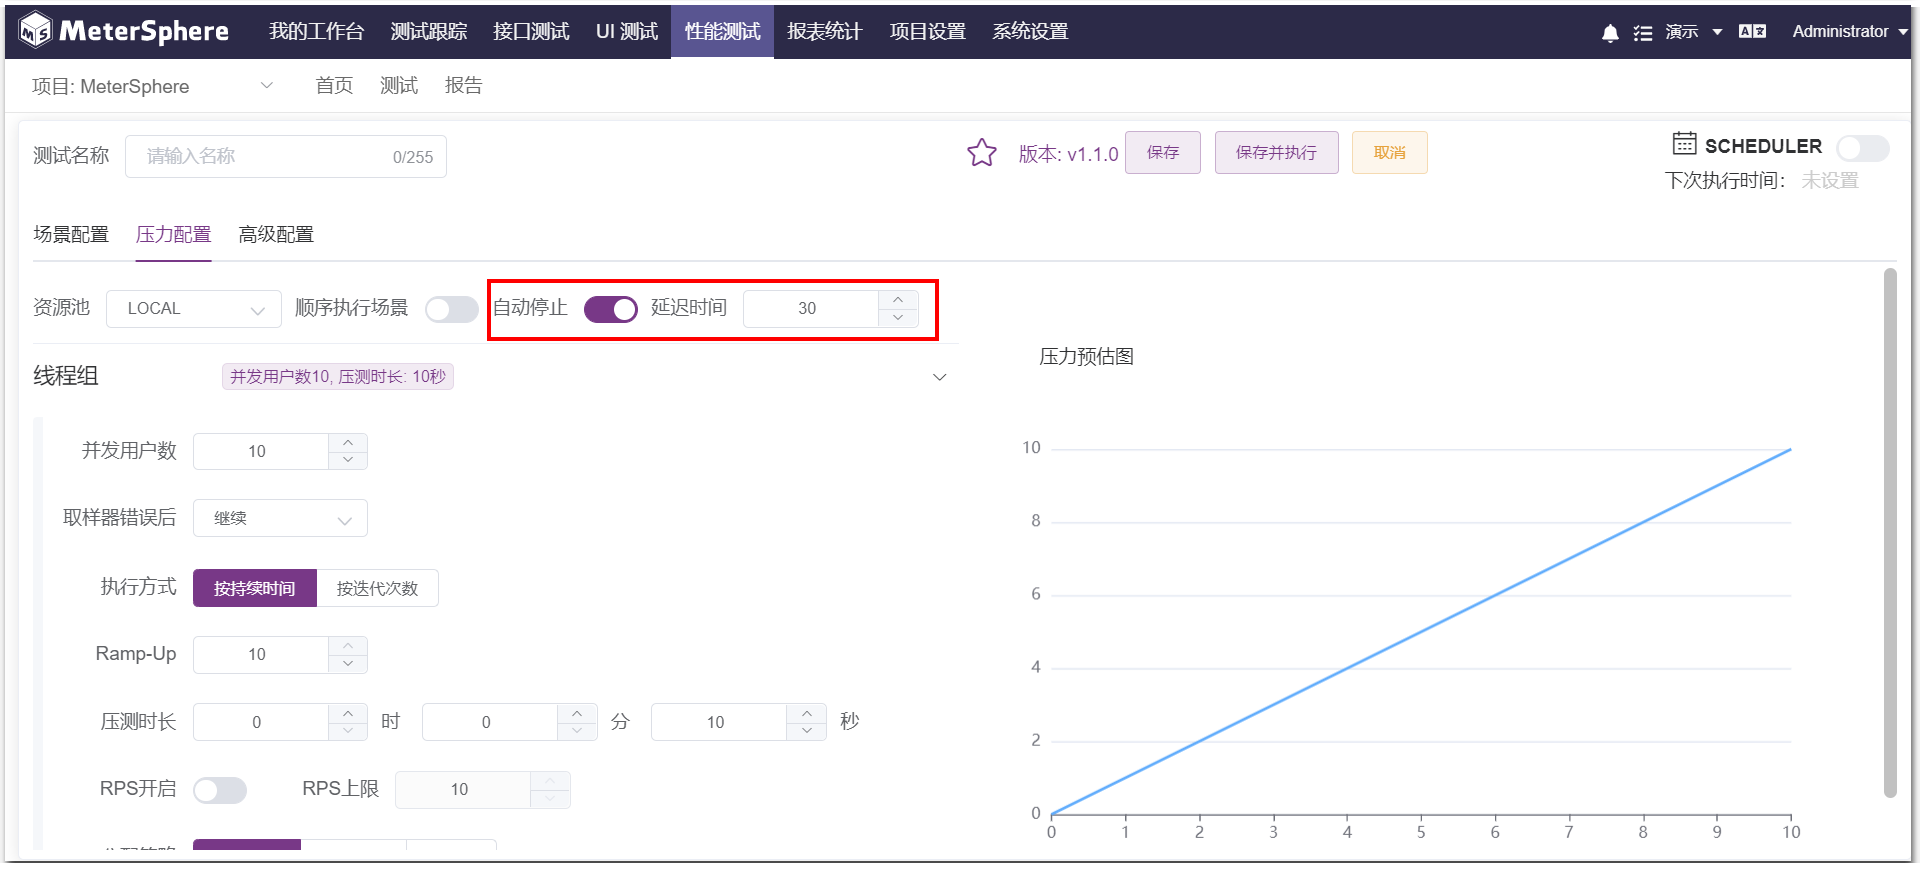 MeterSphere 我的工作台 测试跟踪 接口测试 UI 测试 性能测试 报表统计 项目设置 系统设置 演示 Administrator
项目: MeterSphere 首页 测试 报告
测试名称 请输入名称 0/255 版本: v1.1.0 保存 保存并执行 取消 SCHEDULER
下次执行时间： 未设置
场景配置 压力配置 高级配置
资源池 LOCAL 顺序执行场景 自动停止 延迟时间 30
线程组 并发用户数10, 压测时长: 10秒
并发用户数 10
取样器错误后 继续
执行方式 按持续时间 按迭代次数
Ramp-Up 10
压测时长 0 时 0 分 10 秒
RPS开启 RPS上限 10
压力预估图
10
8
6
4
2
0
0 1 2 3 4 5 6 7 8 9 10